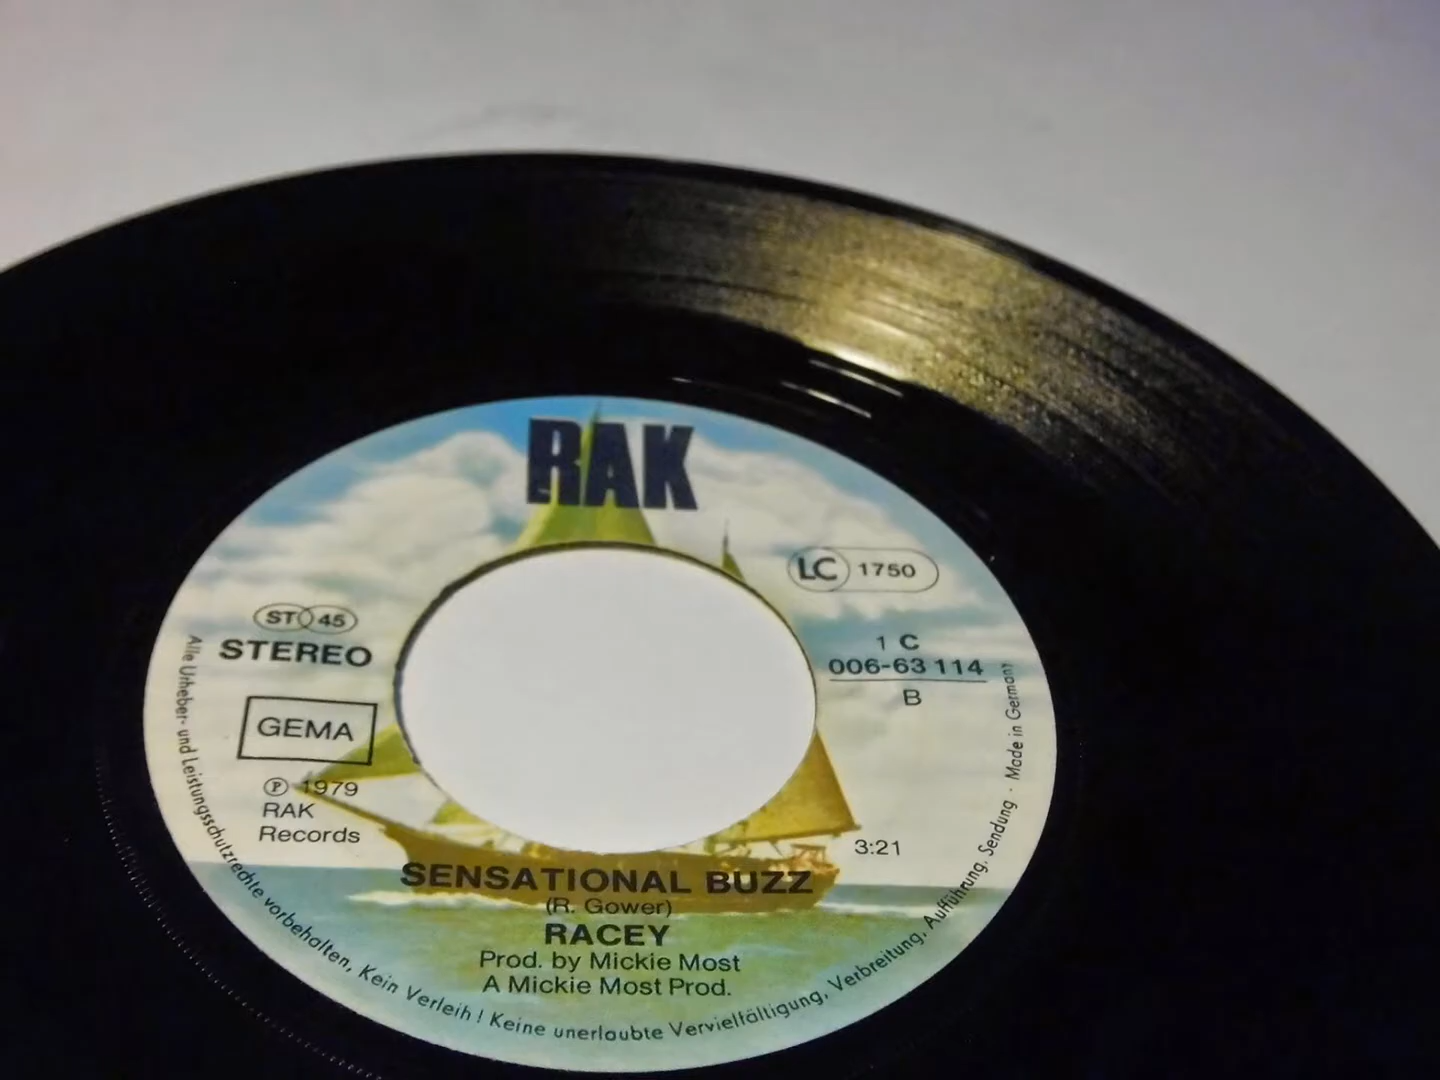 RAK
LC 1750
ST 45
STEREO
1 C
006-63 114
B
GEMA
Ⓟ 1979
RAK
Records
3:21
SENSATIONAL BUZZ
(R. Gower)
RACEY
Prod. by Mickie Most
A Mickie Most Prod.
Alle Urheber- und Leistungsschutzrechte vorbehalten, Kein Verleih! Keine unerlaubte Vervielfältigung, Verbreitung, Aufführung, Sendung · Made in Germany